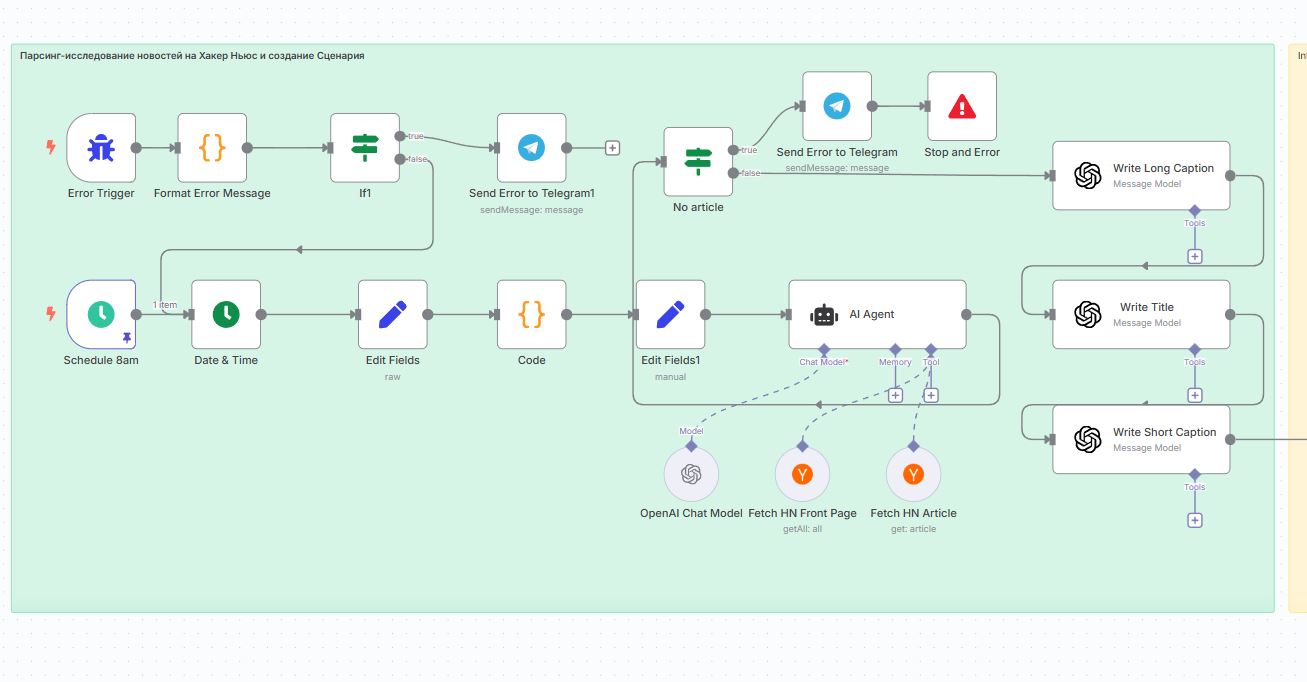 Парсинг-исследование новостей на Хакер Ньюс и создание Сценария
Int
Error Trigger
Format Error Message
true
false
If1
Send Error to Telegram1
sendMessage: message
true
false
No article
Send Error to Telegram
sendMessage: message
Stop and Error
Write Long Caption
Message Model
Tools
1 item
Schedule 8am
Date & Time
Edit Fields
raw
Code
Edit Fields1
manual
AI Agent
Chat Model*
Memory
Tool
Write Title
Message Model
Tools
Model
OpenAI Chat Model
Fetch HN Front Page
getAll: all
Fetch HN Article
get: article
Write Short Caption
Message Model
Tools